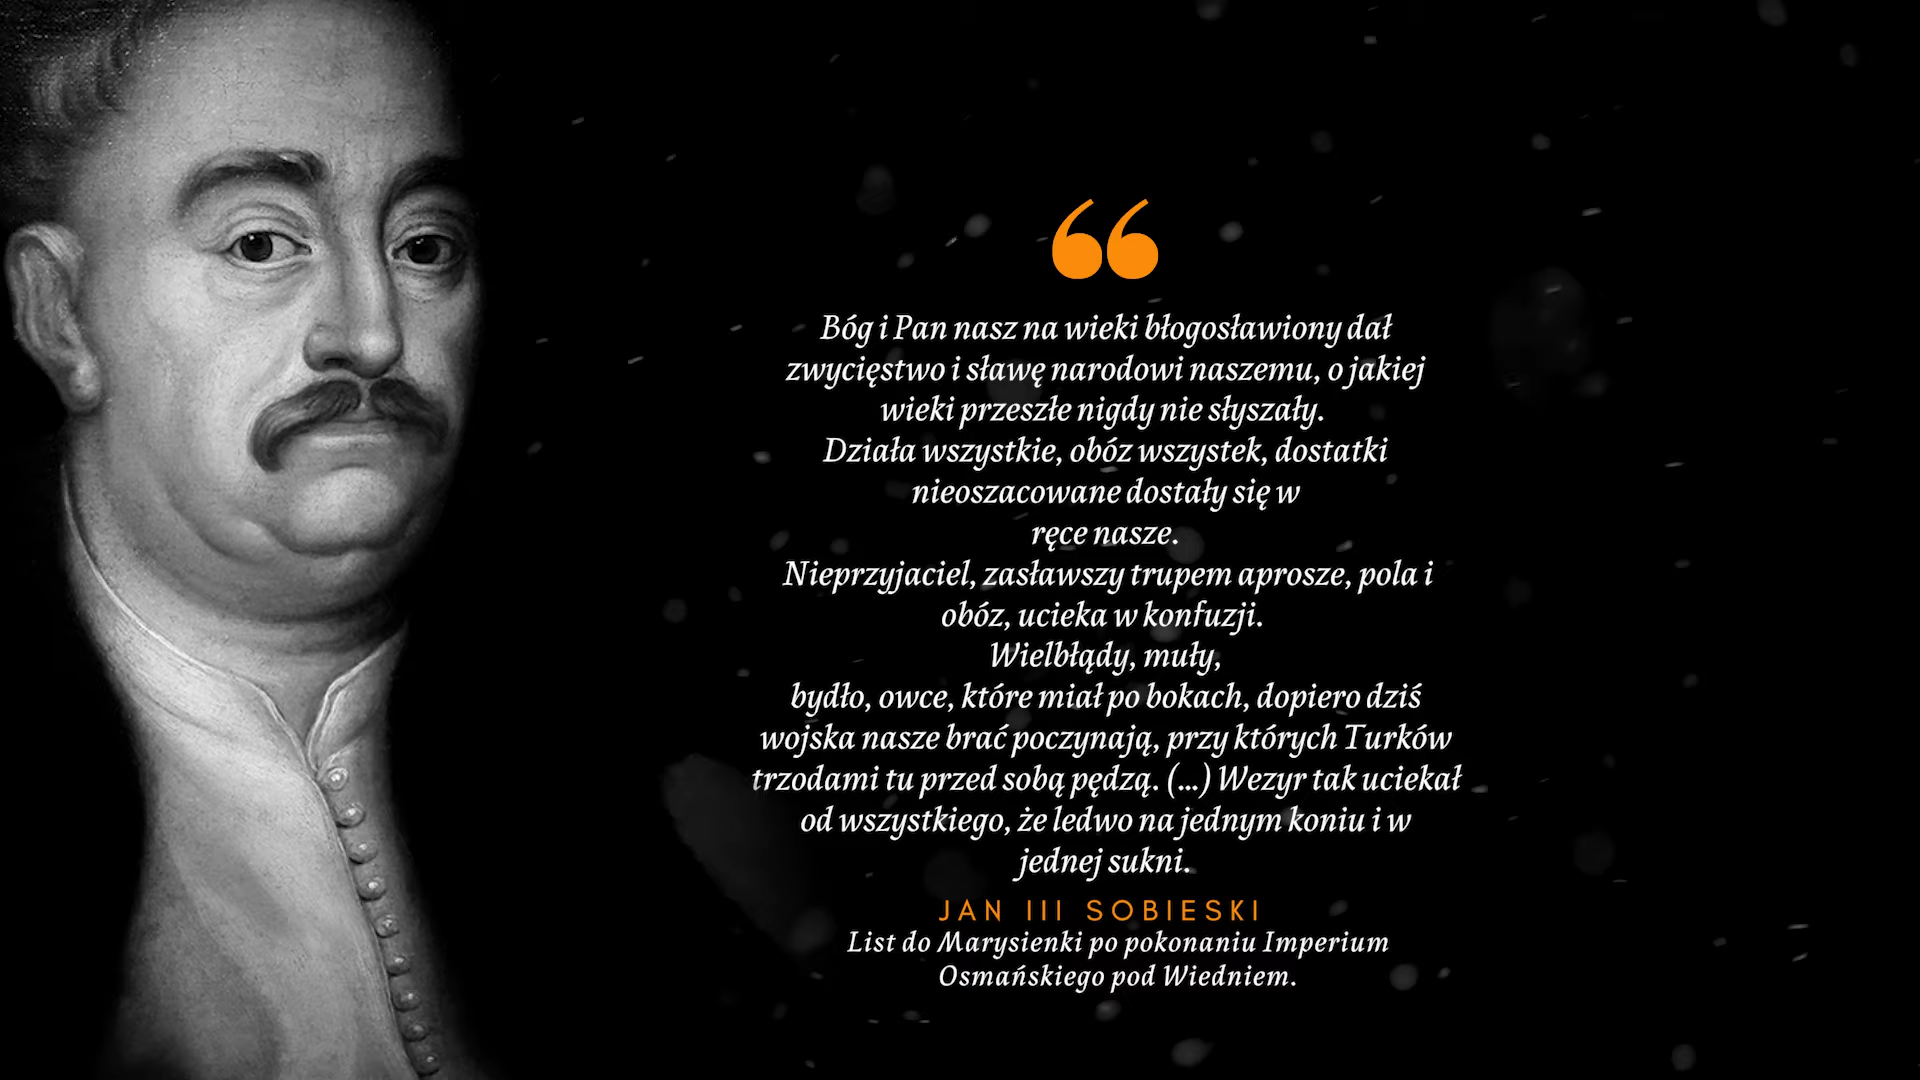 Bóg i Pan nasz na wieki błogosławiony dał
zwycięstwo i sławę narodowi naszemu, o jakiej
wieki przeszłe nigdy nie słyszały.
Działa wszystkie, obóz wszystek, dostatki
nieoszacowane dostały się w
ręce nasze.
Nieprzyjaciel, zasławszy trupem aprosze, pola i
obóz, ucieka w konfuzji.
Wielbłądy, muły,
bydło, owce, które miał po bokach, dopiero dziś
wojska nasze brać poczynają, przy których Turków
trzodami tu przed sobą pędzą. (...) Wezyr tak uciekał
od wszystkiego, że ledwo na jednym koniu i w
jednej sukni.
JAN III SOBIESKI
List do Marysienki po pokonaniu Imperium
Osmańskiego pod Wiedniem.